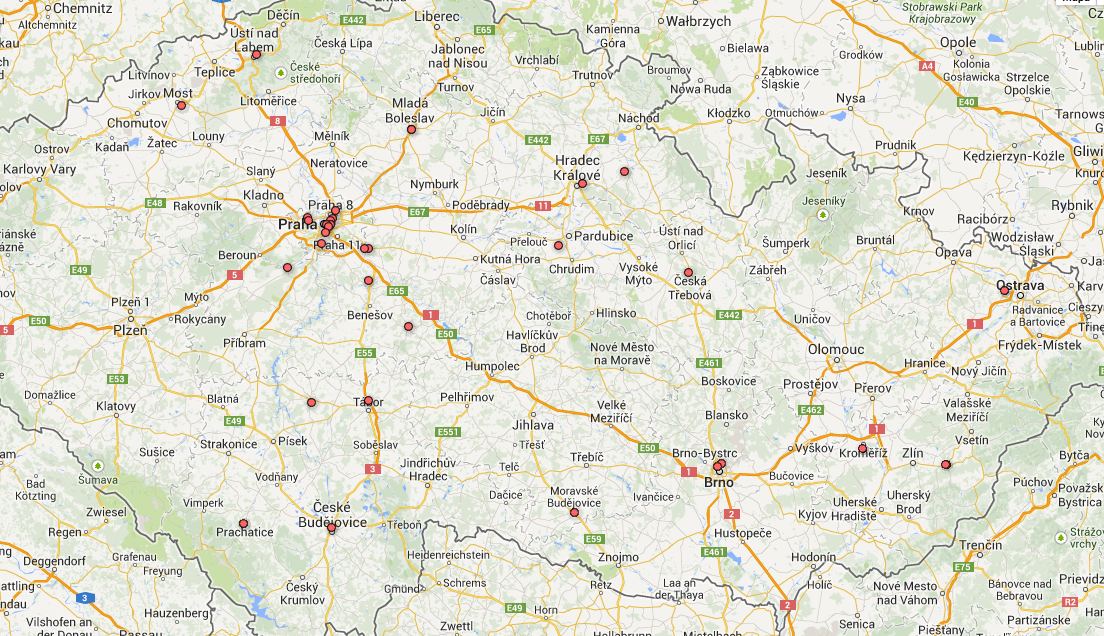 Chemnitz
Altchemnitz
Děčín
E442
Liberec
E65
Kamienna
Góra
Wałbrzych
Stobrawski Park
Krajobrazowy
Ústí nad
Labem
Česká Lípa
Jablonec
nad Nisou
Vrchlabí
Bielawa
Grodków
Opole
Kolonia
Gosławicka
A4
Lubliniec
Teplice
České
středohoří
Turnov
Trutnov
Broumov
Nowa Ruda
Ząbkowice
Śląskie
Strzelce
Opolskie
Litvínov
Jirkov
Most
Litoměřice
Mladá
Boleslav
Jičín
Náchod
Kłodzko
Otmuchów
Nysa
E40
Chomutov
Kadaň
Žatec
Louny
8
Mělník
E442
E67
Prudnik
Kędzierzyn-Koźle
Ostrov
Karlovy Vary
Slaný
Neratovice
Hradec
Králové
Jeseník
Kladno
Praha 8
Nymburk
Poděbrady
11
Jeseníky
Krnov
Racibórz
Rybnik
E48
Rakovník
Praha
E67
Kolín
Přelouč
Pardubice
Ústí nad
Orlicí
Šumperk
Bruntál
Opava
Wodzisław
Śląski
Beroun
Praha 11
Kutná Hora
Čáslav
Chrudim
Vysoké
Mýto
Česká
Třebová
Zábřeh
E49
5
Mýto
E65
Ostrava
Plzeň 1
Rokycany
Plzeň
E50
5
Benešov
1
E50
Chotěboř
Hlinsko
E442
Uničov
1
Radvanice
a Bartovice
Příbram
E55
Havlíčkův
Brod
Nové Město
na Moravě
E461
Olomouc
Hranice
Frýdek-Místek
Nový Jičín
E53
Humpolec
Boskovice
Prostějov
Přerov
Domažlice
Klatovy
Blatná
E49
Tábor
Pelhřimov
Velké
Meziříčí
Blansko
E462
1
Valašské
Meziříčí
Strakonice
Písek
Soběslav
E551
Jihlava
Třešť
E50
Brno-Bystrc
Vyškov
Kroměříž
Zlín
Vsetín
Bytča
Sušice
3
Jindřichův
Hradec
Telč
Třebíč
1
Brno
Bučovice
Šumava
Bad
Kötzting
Vodňany
Dačice
Moravské
Budějovice
Ivančice
Púchov
Považská
Bystrica
Vimperk
České
Budějovice
Třeboň
2
Kyjov
Uherské
Hradiště
Uherský
Brod
Zwiesel
Regen
Prachatice
E59
Hustopeče
Strážovské
vrchy
Deggendorf
Grafenau
Freyung
Heidenreichstein
Znojmo
E461
Hodonín
Trenčín
E75
3
Český
Krumlov
Gmünd
Schrems
Retz
Laa an
der Thaya
Holíč
Nové Mesto
nad Váhom
Bánovce nad
Bebravou
Prievidza
R2
Hauzenberg
Vilshofen an
der Donau
Passau
Zwettl
E49
Horn
Hollabrunn
Mistelbach
2
Senica
Piešťany